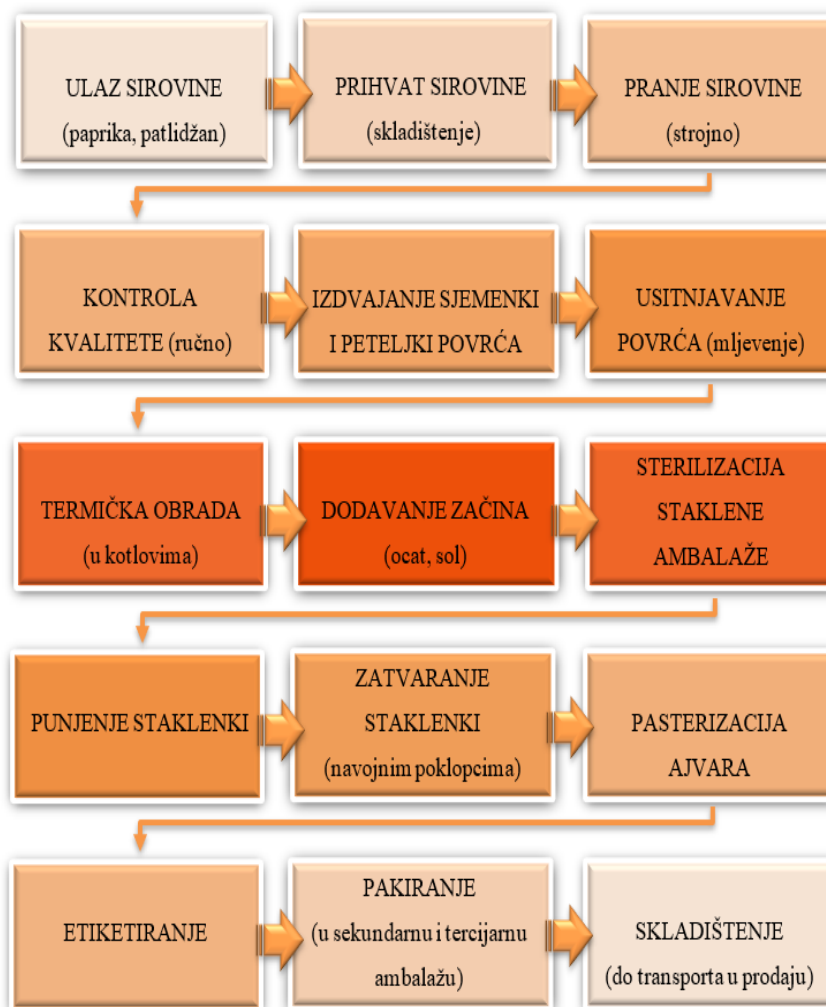 ULAZ SIROVINE
(paprika, patlidžan)
PRIHVAT SIROVINE
(skladištenje)
PRANJE SIROVINE
(strojno)
KONTROLA
KVALITETE (ručno)
IZDVAJANJE SJEMENKI
I PETELJKI POVRĆA
USITNJAVANJE
POVRĆA (mljevenje)
TERMIČKA OBRADA
(u kotlovima)
DODAVANJE ZAČINA
(ocat, sol)
STERILIZACIJA
STAKLENE
AMBALAŽE
PUNJENJE STAKLENKI
ZATVARANJE
STAKLENKI
(navojnim poklopcima)
PASTERIZACIJA
AJVARA
ETIKETIRANJE
PAKIRANJE
(u sekundarnu i tercijarnu
ambalažu)
SKLADIŠTENJE
(do transporta u prodaju)